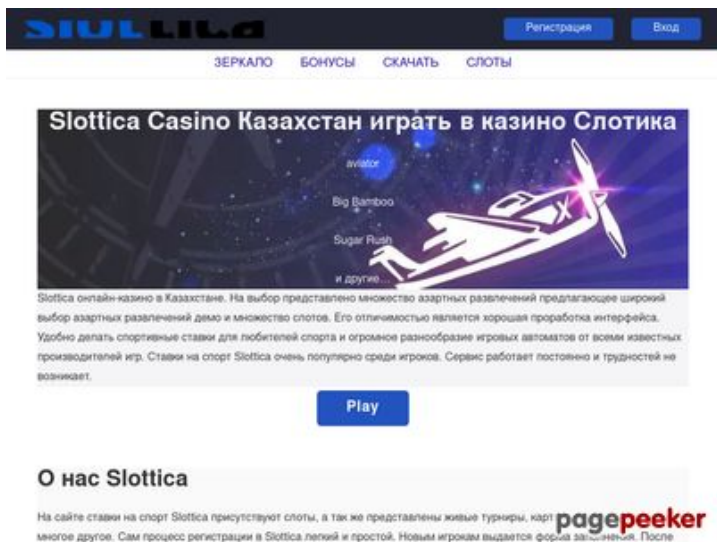 Регистрация
Вход
ЗЕРКАЛО БОНУСЫ СКАЧАТЬ СЛОТЫ
Slottica Casino Казахстан играть в казино Слотика
aviator
Big Bamboo
Sugar Rush
и другие...
Slottica онлайн-казино в Казахстане. На выбор представлено множество азартных развлечений предлагающее широкий
выбор азартных развлечений демо и множество слотов. Его отличимостью является хорошая проработка интерфейса.
Удобно делать спортивные ставки для любителей спорта и огромное разнообразие игровых автоматов от всеми известных
производителей игр. Ставки на спорт Slottica очень популярно среди игроков. Сервис работает постоянно и трудностей не
возникает.
Play
О нас Slottica
На сайте ставки на спорт Slottica присутствуют слоты, а так же представлены живые турниры,
многое другое. Сам процесс регистрации в Slottica легкий и простой. Новым игрокам выдается форма заполнения. После
pagepeeker